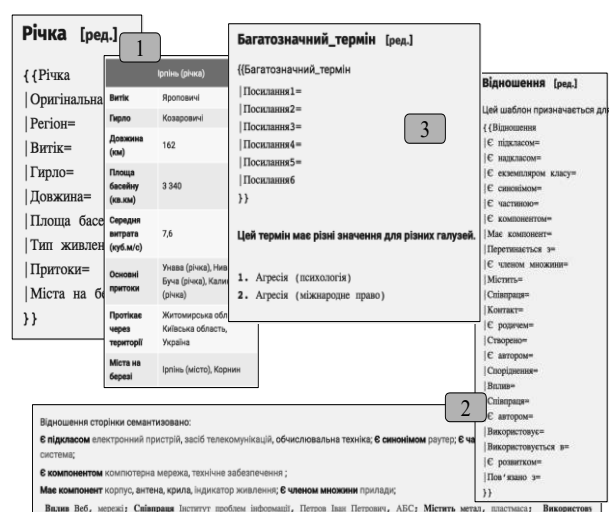 Річка [ред.]
{{Річка
|Оригінальна
|Регіон=
|Витік=
|Гирло=
|Довжина=
|Площа басе
|Тип живлен
|Притоки=
|Міста на бе
}}
1
Ірпінь (річка)
Витік Яроповичі
Гирло Козаровичі
Довжина (км) 162
Площа басейну (кв.км) 3 340
Середня витрата (куб.м/с) 7,6
Основні притоки Унава (річка), Нив
Буча (річка), Калин
(річка)
Протікає через території Житомирська обл
Київська область,
Україна
Міста на березі Ірпінь (місто), Корнин
Багатозначний_термін [ред.]
{{Багатозначний_термін
|Посилання1=
|Посилання2=
|Посилання3=
|Посилання4=
|Посилання5=
|Посилання6
}}
3
Цей термін має різні значення для різних галузей.
1. Агресія (психологія)
2. Агресія (міжнародне право)
Відношення [ред.]
Цей шаблон призначається для
{{Відношення
|Є підкласом=
|Є надкласом=
|Є екземпляром класу=
|Є синонімом=
|Є частиною=
|Є компонентом=
|Має компонент=
|Перетинається з=
|Є членом множини=
|Містить=
|Співпраця=
|Контакт=
|Є родичем=
|Створено=
|Є автором=
|Споріднення=
|Вплив=
|Співпраця=
|Є автором=
|Використовує=
|Використовується в=
|Є розвитком=
|Пов'язано з=
}}
2
Відношення сторінки семантизовано:
Є підкласом електронний пристрій, засіб телекомунікацій, обчислювальна техніка; Є синонімом раутер; Є ча
система;
Є компонентом компютерна мережа, технічне забезпечення ;
Має компонент корпус, антена, крила, індикатор живлення; Є членом множини прилади;
Вплив Веб, мережі; Співпраця Інститут проблем інформації, Петров Іван Петрович, АБС; Містить метал, пластмаса; Використову